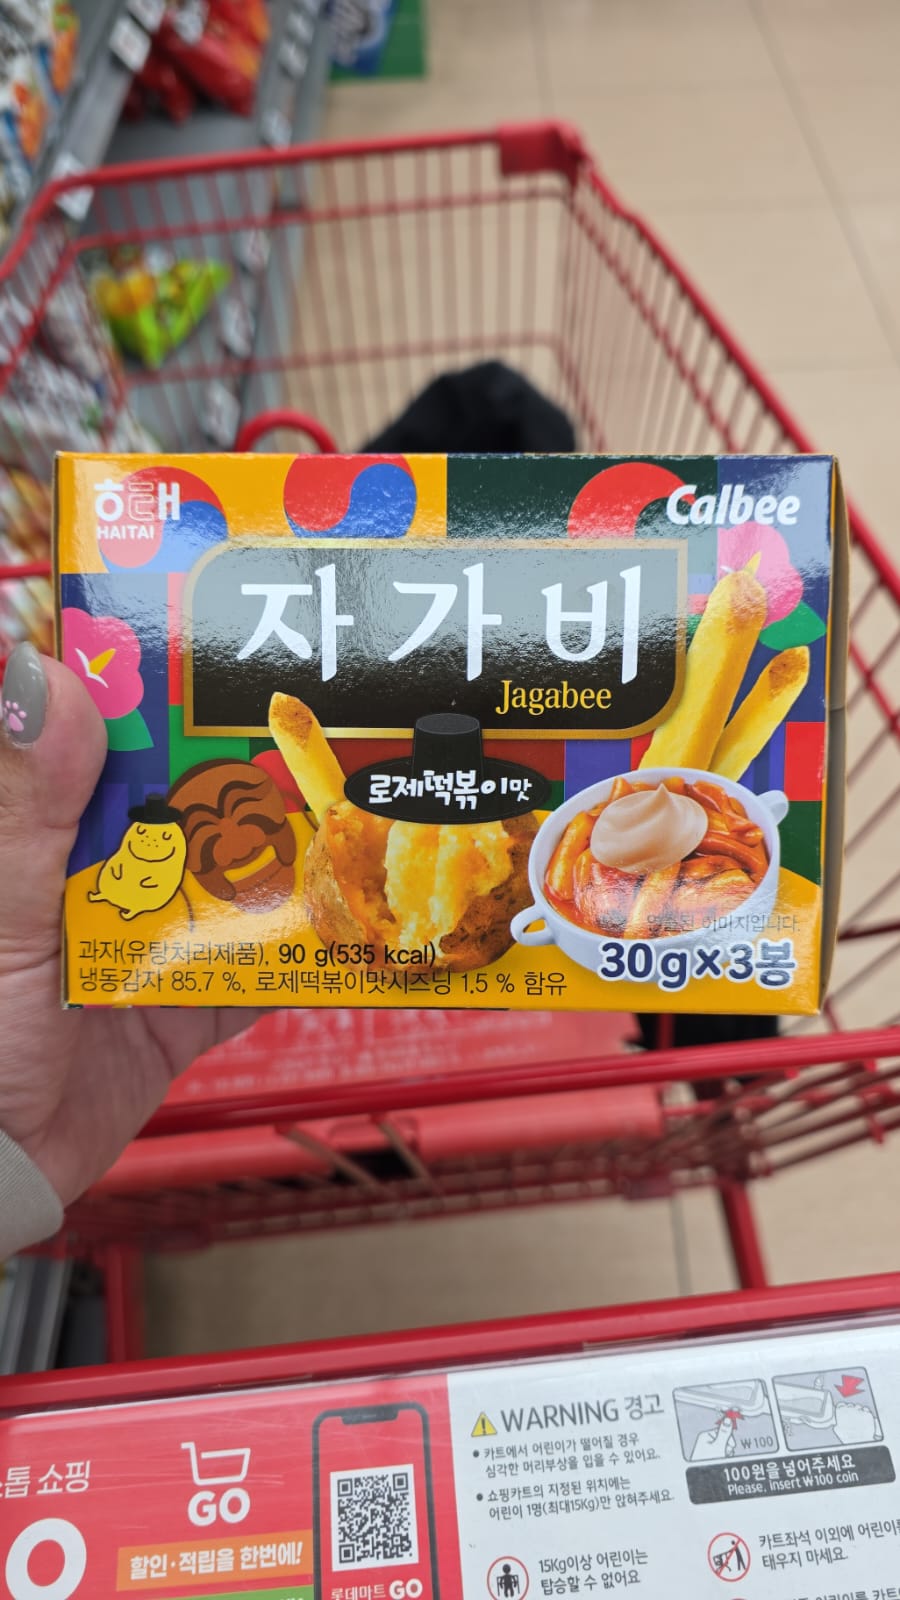 해태
HAITAI
Calbee
자가비
Jagabee
로제떡볶이맛
연출된 이미지입니다.
과자(유탕처리제품), 90 g(535 kcal)
냉동감자 85.7 %, 로제떡볶이맛시즈닝 1.5 % 함유
30g×3봉
톱 쇼핑
GO
할인·적립을 한번에!
롯데마트 GO
WARNING 경고
• 카트에서 어린이가 떨어질 경우
심각한 머리부상을 입을 수 있어요.
• 쇼핑카트의 지정된 위치에는
어린이 1명(최대15Kg)만 앉혀주세요.
₩100
100원을 넣어주세요
Please, insert ₩100 coin
15Kg이상 어린이는
탑승할 수 없어요
카트좌석 이외에 어린이를
태우지 마세요.